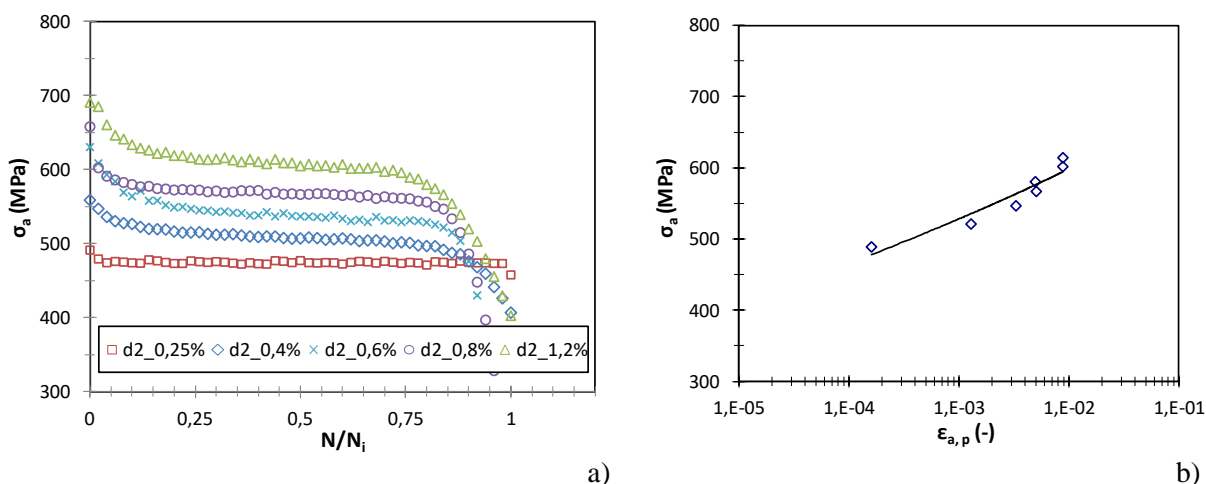 800
700
600
500
400
300
σa (MPa)
d2_0,25% d2_0,4% d2_0,6% d2_0,8% d2_1,2%
0 0,25 0,5 0,75 1
N/Ni
a)
800
700
600
500
400
300
σa (MPa)
1,E-05 1,E-04 1,E-03 1,E-02 1,E-01
εa, p (-)
b)